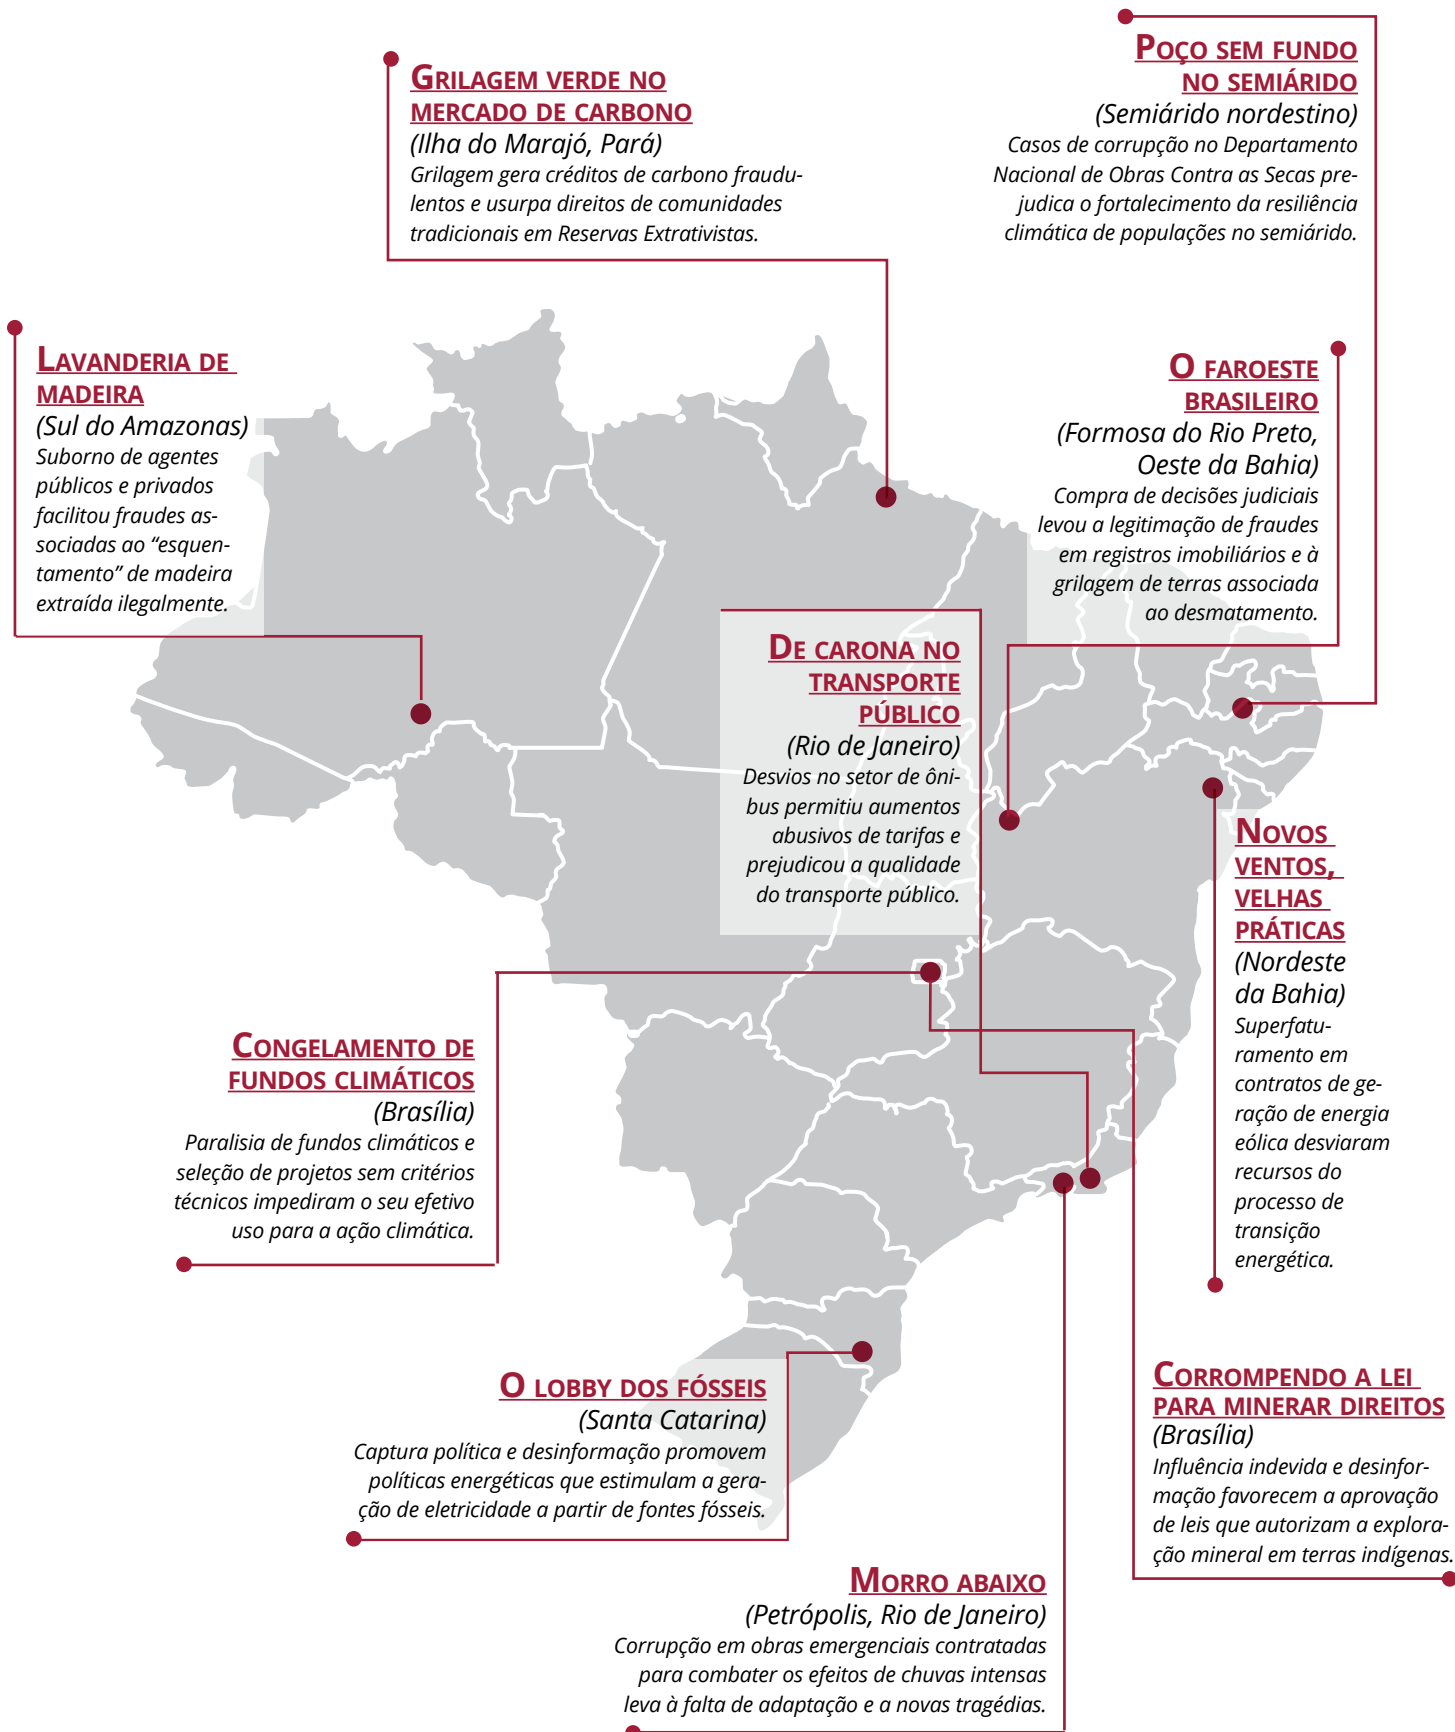 Grilagem verde no
mercado de carbono
(Ilha do Marajó, Pará)
Grilagem gera créditos de carbono fraudu-
lentos e usurpa direitos de comunidades
tradicionais em Reservas Extrativistas.
Poço sem fundo
no semiárido
(Semiárido nordestino)
Casos de corrupção no Departamento
Nacional de Obras Contra as Secas pre-
judica o fortalecimento da resiliência
climática de populações no semiárido.
Lavanderia de
madeira
(Sul do Amazonas)
Suborno de agentes
públicos e privados
facilitou fraudes as-
sociadas ao “esquen-
tamento” de madeira
extraída ilegalmente.
O faroeste
brasileiro
(Formosa do Rio Preto,
Oeste da Bahia)
Compra de decisões judiciais
levou a legitimação de fraudes
em registros imobiliários e à
grilagem de terras associada
ao desmatamento.
De carona no
transporte
público
(Rio de Janeiro)
Desvios no setor de ôni-
bus permitiu aumentos
abusivos de tarifas e
prejudicou a qualidade
do transporte público.
Novos
ventos,
velhas
práticas
(Nordeste
da Bahia)
Superfatu-
ramento em
contratos de ge-
ração de energia
eólica desviaram
recursos do
processo de
transição
energética.
Congelamento de
fundos climáticos
(Brasília)
Paralisia de fundos climáticos e
seleção de projetos sem critérios
técnicos impediram o seu efetivo
uso para a ação climática.
O lobby dos fósseis
(Santa Catarina)
Captura política e desinformação promovem
políticas energéticas que estimulam a gera-
ção de eletricidade a partir de fontes fósseis.
Corrompendo a lei
para minerar direitos
(Brasília)
Influência indevida e desinfor-
mação favorecem a aprovação
de leis que autorizam a explora-
ção mineral em terras indígenas.
Morro abaixo
(Petrópolis, Rio de Janeiro)
Corrupção em obras emergenciais contratadas
para combater os efeitos de chuvas intensas
leva à falta de adaptação e a novas tragédias.